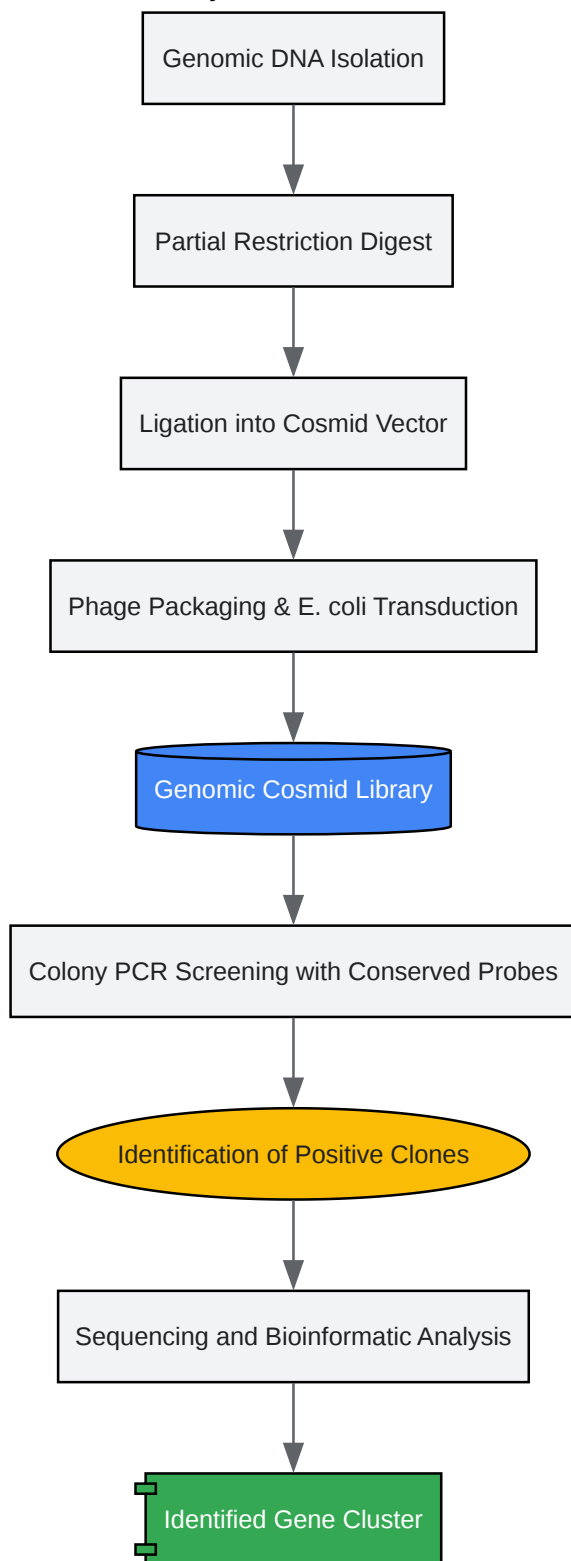 Genomic DNA Isolation
Partial Restriction Digest
Ligation into Cosmid Vector
Phage Packaging & E. coli Transduction
Genomic Cosmid Library
Colony PCR Screening with Conserved Probes
Identification of Positive Clones
Sequencing and Bioinformatic Analysis
Identified Gene Cluster